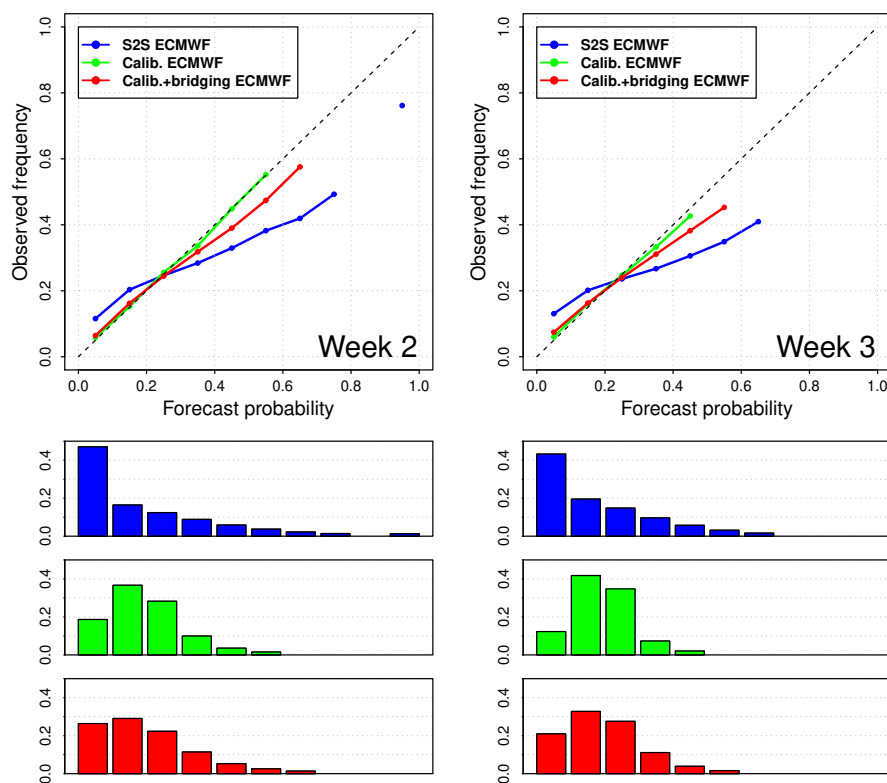 S2S ECMWF
Calib. ECMWF
Calib.+bridging ECMWF
Observed frequency
1.0
0.8
0.6
0.4
0.2
0.0
Week 2
0.0 0.2 0.4 0.6 0.8 1.0
Forecast probability
S2S ECMWF
Calib. ECMWF
Calib.+bridging ECMWF
Observed frequency
1.0
0.8
0.6
0.4
0.2
0.0
Week 3
0.0 0.2 0.4 0.6 0.8 1.0
Forecast probability
0.4
0.2
0.0
0.4
0.2
0.0
0.4
0.2
0.0
0.4
0.2
0.0
0.4
0.2
0.0
0.4
0.2
0.0